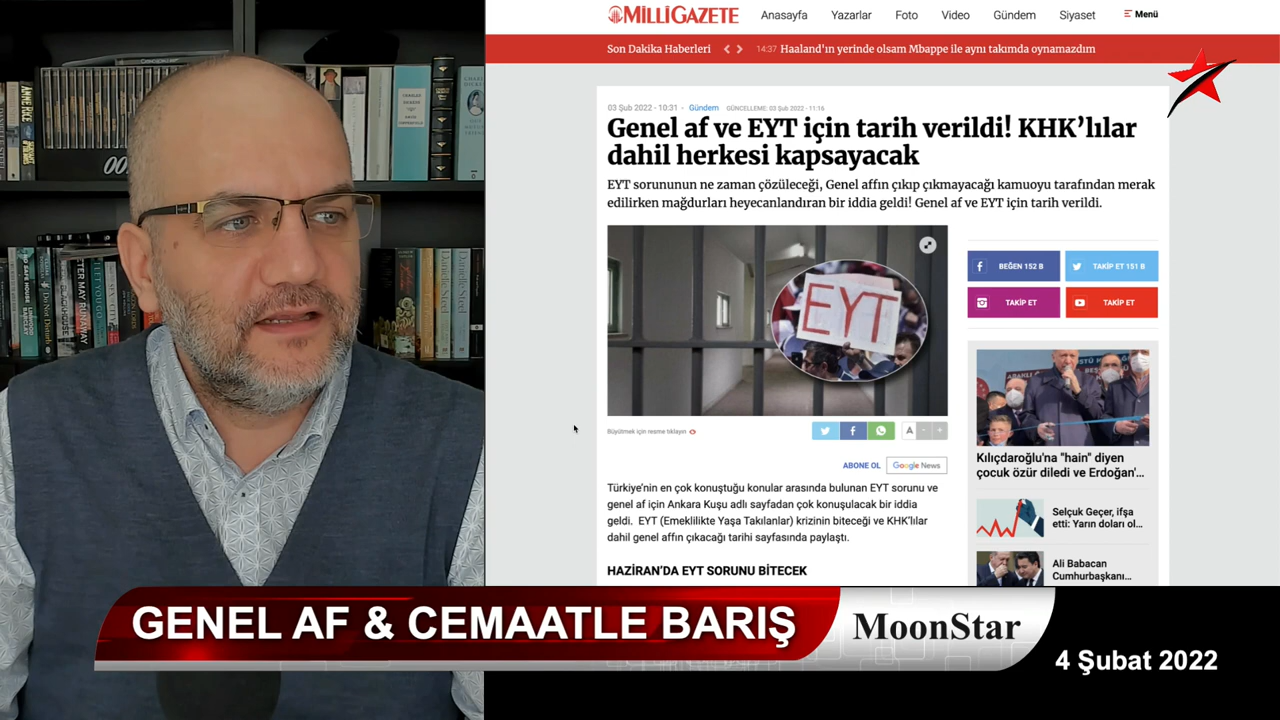 MİLLİGAZETE
Anasayfa Yazarlar Foto Video Gündem Siyaset Menü
Son Dakika Haberleri 14:37 Haaland'ın yerinde olsam Mbappe ile aynı takımda oynamazdım
03 Şub 2022 - 10:31 - Gündem GÜNCELLEME: 03 Şub 2022 - 11:16
Genel af ve EYT için tarih verildi! KHK’lılar
dahil herkesi kapsayacak
EYT sorununun ne zaman çözüleceği, Genel affın çıkıp çıkmayacağı kamuoyu tarafından merak
edilirken mağdurları heyecanlandıran bir iddia geldi! Genel af ve EYT için tarih verildi.
EYT
BEĞEN 152 B
TAKİP ET 151 B
TAKİP ET
TAKİP ET
Büyütmek için resme tıklayın
A - +
ABONE OL Google News
Türkiye’nin en çok konuştuğu konular arasında bulunan EYT sorunu ve
genel af için Ankara Kuşu adlı sayfadan çok konuşulacak bir iddia
geldi. EYT (Emeklilikte Yaşa Takılanlar) krizinin biteceği ve KHK’lılar
dahil genel affın çıkacağı tarihi sayfasında paylaştı.
HAZİRAN’DA EYT SORUNU BİTECEK
Kılıçdaroğlu'na "hain" diyen
çocuk özür diledi ve Erdoğan'...
Selçuk Geçer, ifşa
etti: Yarın doları ol...
Ali Babacan
Cumhurbaşkanı...
GENEL AF & CEMAATLE BARIŞ
MoonStar
4 Şubat 2022
007
ANNE RICE
Danielle Steel
Danielle Steel